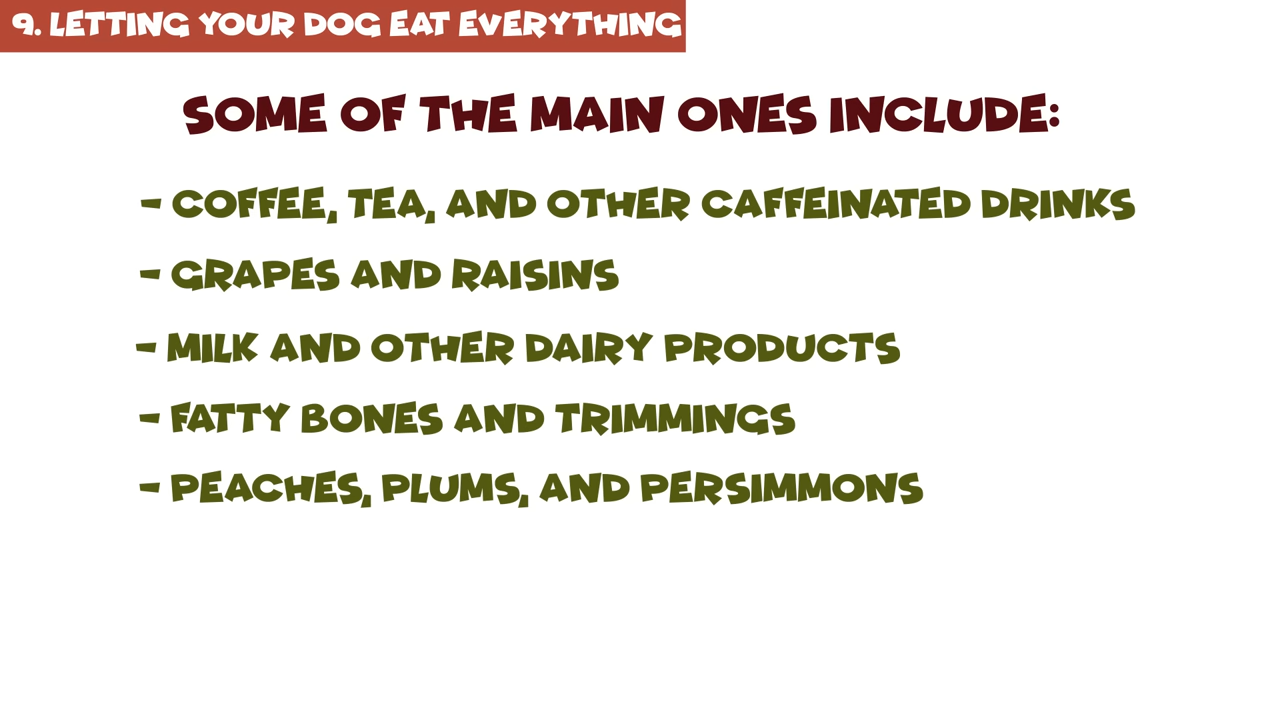 9. LETTING YOUR DOG EAT EVERYTHING
SOME OF THE MAIN ONES INCLUDE:
- COFFEE, TEA, AND OTHER CAFFEINATED DRINKS
- GRAPES AND RAISINS
- MILK AND OTHER DAIRY PRODUCTS
- FATTY BONES AND TRIMMINGS
- PEACHES, PLUMS, AND PERSIMMONS